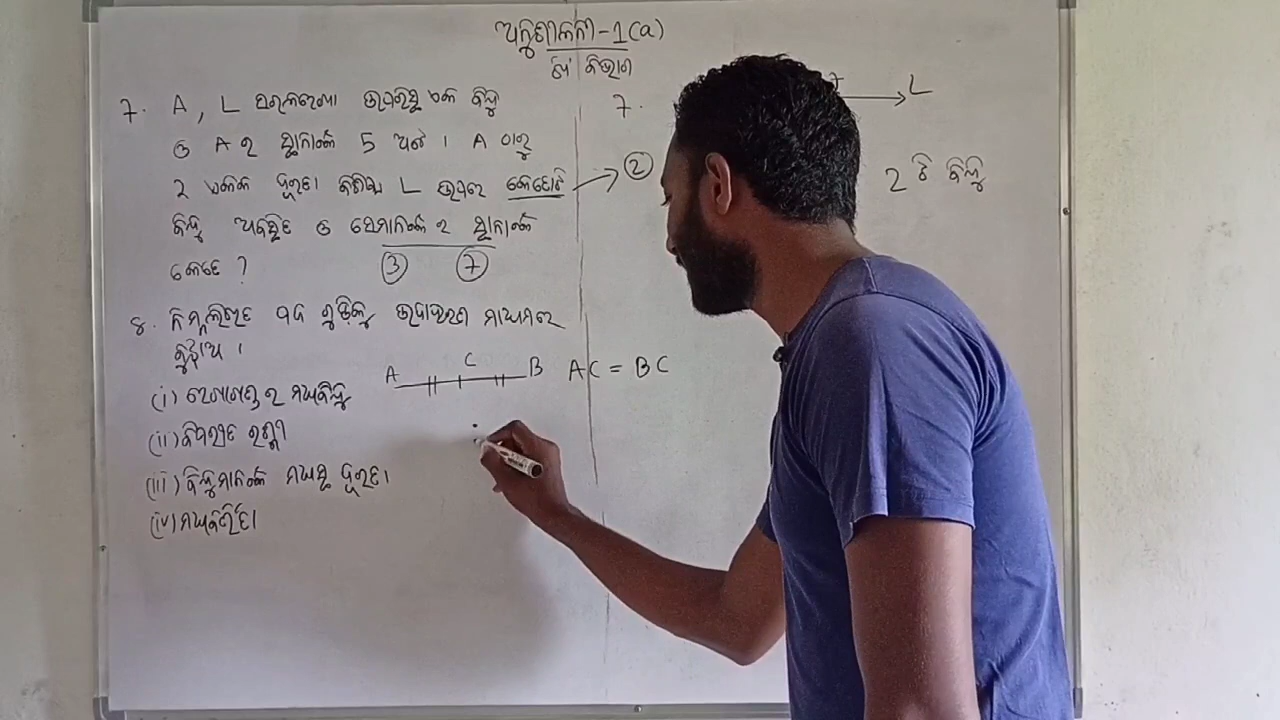 ଅନୁଶୀଳନୀ-1(a)
'ଖ' ବିଭାଗ
7. A, L ସରଳରେଖା ଉପରିସ୍ଥ ଏକ ବିନ୍ଦୁ
ଓ A ର ସ୍ଥାନାଙ୍କ 5 ଅଟେ । A ଠାରୁ
2 ଏକକ ଦୂରତା ବିଶିଷ୍ଟ L ଉପରେ କେତୋଟି
ବିନ୍ଦୁ ଅବସ୍ଥିତ ଓ ସେମାନଙ୍କ ର ସ୍ଥାନାଙ୍କ
କେତେ ?
3 7
8. ନିମ୍ନଲିଖିତ ପଦ ଗୁଡ଼ିକୁ ଉଦାହରଣ ମାଧ୍ୟମରେ
ବୁଝାଅ ।
(i) ରେଖାଖଣ୍ଡର ମଧ୍ୟବିନ୍ଦୁ
A C B AC = BC
(ii) ବିପରୀତ ରଶ୍ମି
(iii) ବିନ୍ଦୁମାନଙ୍କ ମଧ୍ୟସ୍ଥ ଦୂରତା
(iv) ମଧ୍ୟବର୍ତ୍ତିତା
7.
L
2
2 ଟି ବିନ୍ଦୁ